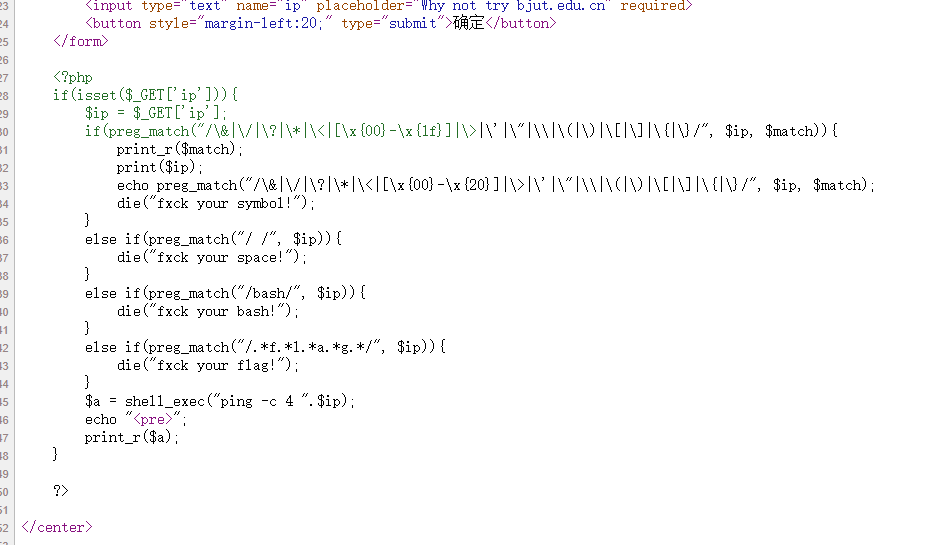 23 <input type="text" name="ip" placeholder="Why not try bjut.edu.cn" required>
24 <button style="margin-left:20;" type="submit">确定</button>
25 </form>
26
27 <?php
28 if(isset($_GET['ip'])){
29 $ip = $_GET['ip'];
30 if(preg_match("/\&|\/|\?|\*|\<|[\x{00}-\x{1f}]|\>|\'|\"|\\|\(|\)|\[|\]|\{|\}/", $ip, $match)){
31 print_r($match);
32 print($ip);
33 echo preg_match("/\&|\/|\?|\*|\<|[\x{00}-\x{20}]|\>|\'|\"|\\|\(|\)|\[|\]|\{|\}/", $ip, $match);
34 die("fxck your symbol!");
35 }
36 else if(preg_match("/ /", $ip)){
37 die("fxck your space!");
38 }
39 else if(preg_match("/bash/", $ip)){
40 die("fxck your bash!");
41 }
42 else if(preg_match("/.*f.*l.*a.*g.*/", $ip)){
43 die("fxck your flag!");
44 }
45 $a = shell_exec("ping -c 4 ".$ip);
46 echo "<pre>";
47 print_r($a);
48 }
49
50 ?>
51
52 </center>